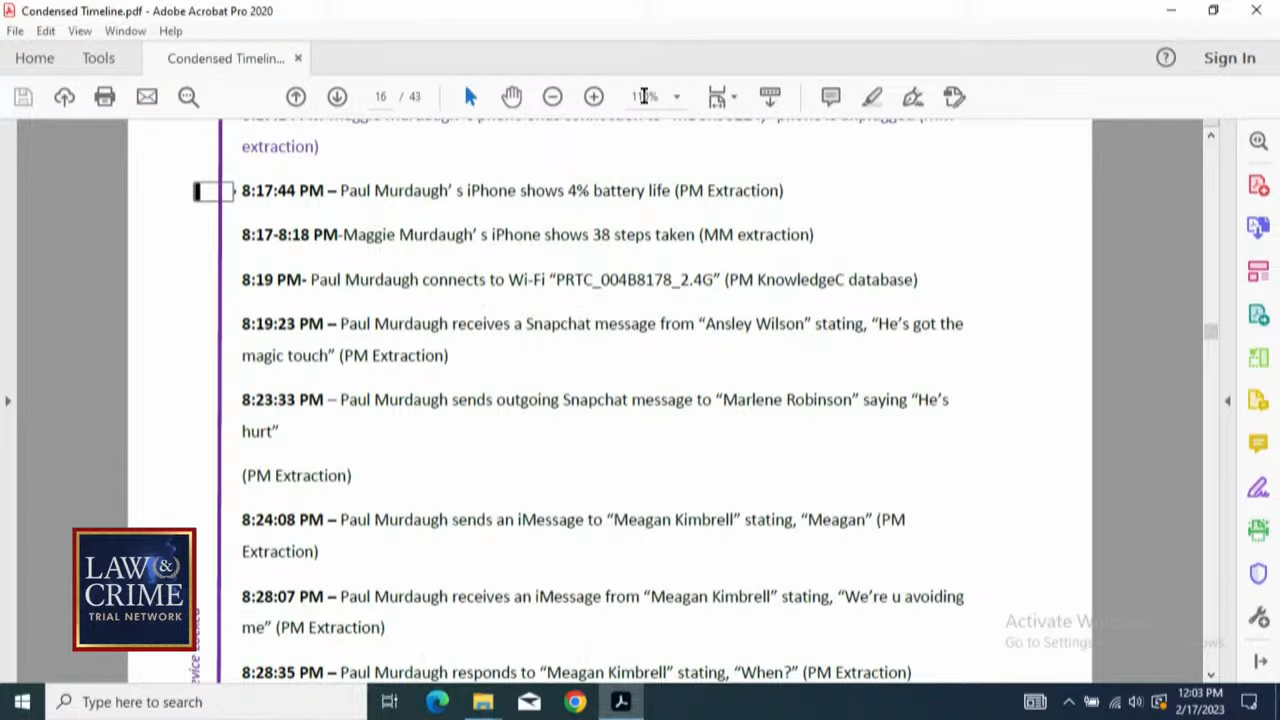 Condensed Timeline.pdf - Adobe Acrobat Pro 2020
File Edit View Window Help
Home Tools Condensed Timelin... × Sign In
16 / 43
extraction)
8:17:44 PM – Paul Murdaugh' s iPhone shows 4% battery life (PM Extraction)
8:17-8:18 PM-Maggie Murdaugh' s iPhone shows 38 steps taken (MM extraction)
8:19 PM- Paul Murdaugh connects to Wi-Fi "PRTC_004B8178_2.4G" (PM KnowledgeC database)
8:19:23 PM – Paul Murdaugh receives a Snapchat message from "Ansley Wilson" stating, "He's got the
magic touch" (PM Extraction)
8:23:33 PM – Paul Murdaugh sends outgoing Snapchat message to "Marlene Robinson" saying "He's
hurt"
(PM Extraction)
8:24:08 PM – Paul Murdaugh sends an iMessage to "Meagan Kimbrell" stating, "Meagan" (PM
Extraction)
8:28:07 PM – Paul Murdaugh receives an iMessage from "Meagan Kimbrell" stating, "We're u avoiding
me" (PM Extraction)
8:28:35 PM – Paul Murdaugh responds to "Meagan Kimbrell" stating, "When?" (PM Extraction)
LAW &
CRIME
TRIAL NETWORK
Activate
Go to Settings
Type here to search
12:03 PM
2/17/2023